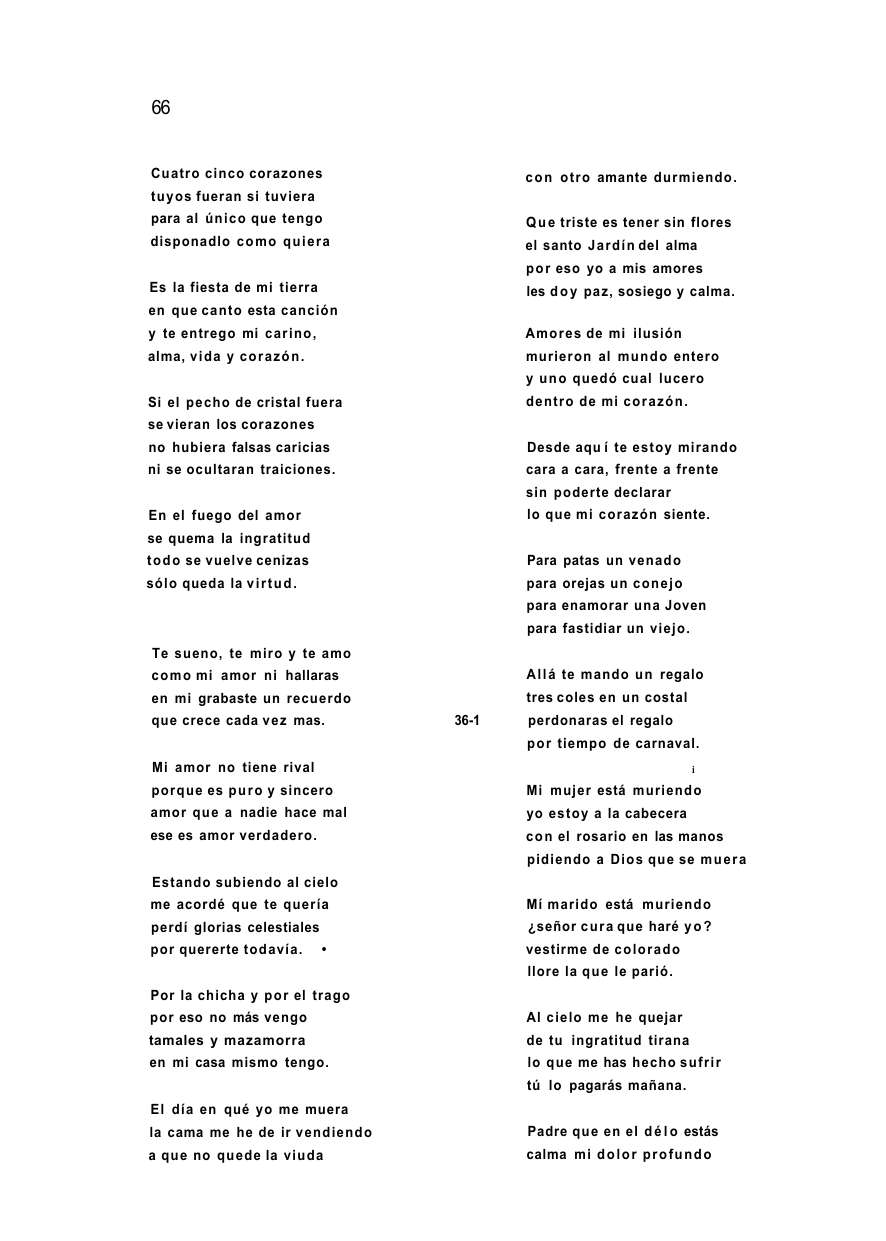 66
Cuatro cinco corazones
tuyos fueran si tuviera
para al único que tengo
disponadlo como quiera
Es la fiesta de mi tierra
en que canto esta canción
y te entrego mi carino,
alma, vida y corazón.
Si el pecho de cristal fuera
se vieran los corazones
no hubiera falsas caricias
ni se ocultaran traiciones.
En el fuego del amor
se quema la ingratitud
todo se vuelve cenizas
sólo queda la virtud.
Te sueno, te miro y te amo
como mi amor ni hallaras
en mi grabaste un recuerdo
que crece cada vez mas.
Mi amor no tiene rival
porque es puro y sincero
amor que a nadie hace mal
ese es amor verdadero.
Estando subiendo al cielo
me acordé que te quería
perdí glorias celestiales
por quererte todavía. •
Por la chicha y por el trago
por eso no más vengo
tamales y mazamorra
en mi casa mismo tengo.
El día en qué yo me muera
la cama me he de ir vendiendo
a que no quede la viuda
con otro amante durmiendo.
Que triste es tener sin flores
el santo Jardín del alma
por eso yo a mis amores
les doy paz, sosiego y calma.
Amores de mi ilusión
murieron al mundo entero
y uno quedó cual lucero
dentro de mi corazón.
Desde aqu í te estoy mirando
cara a cara, frente a frente
sin poderte declarar
lo que mi corazón siente.
Para patas un venado
para orejas un conejo
para enamorar una Joven
para fastidiar un viejo.
Allá te mando un regalo
tres coles en un costal
36-1 perdonaras el regalo
por tiempo de carnaval.
i
Mi mujer está muriendo
yo estoy a la cabecera
con el rosario en las manos
pidiendo a Dios que se muera
Mí marido está muriendo
¿señor cura que haré yo?
vestirme de colorado
llore la que le parió.
Al cielo me he quejar
de tu ingratitud tirana
lo que me has hecho sufrir
tú lo pagarás mañana.
Padre que en el délo estás
calma mi dolor profundo